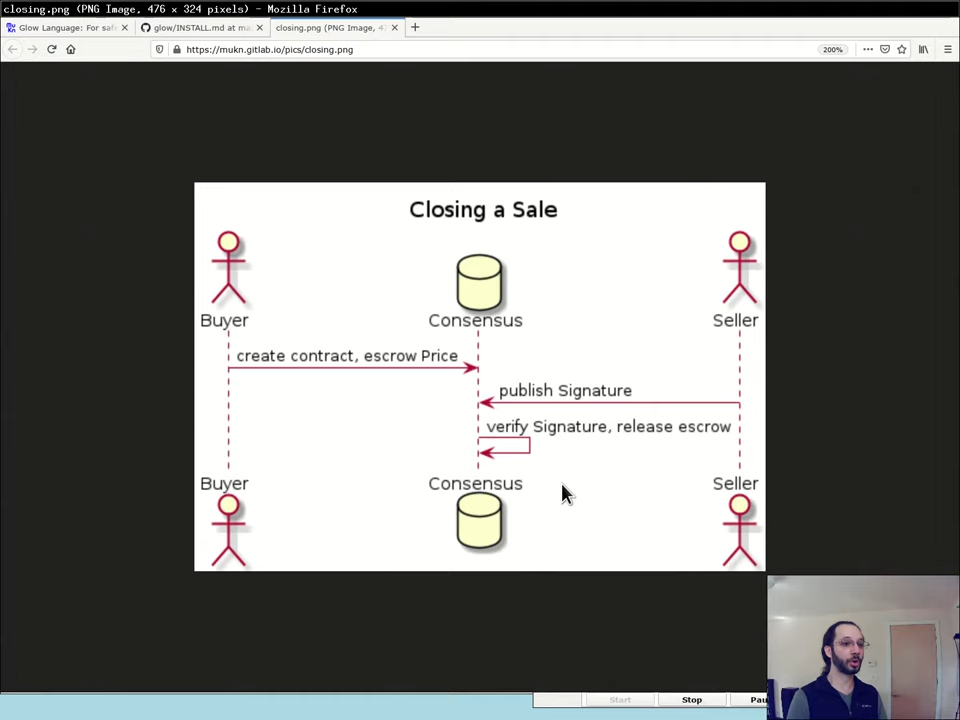 closing.png (PNG Image, 476 × 324 pixels) — Mozilla Firefox
Glow Language: For safe
glow/INSTALL.md at ma
closing.png (PNG Image, 47
https://mukn.gitlab.io/pics/closing.png
200%
Closing a Sale
Buyer
Consensus
Seller
create contract, escrow Price
publish Signature
verify Signature, release escrow
Buyer
Consensus
Seller
Start
Stop
Pau